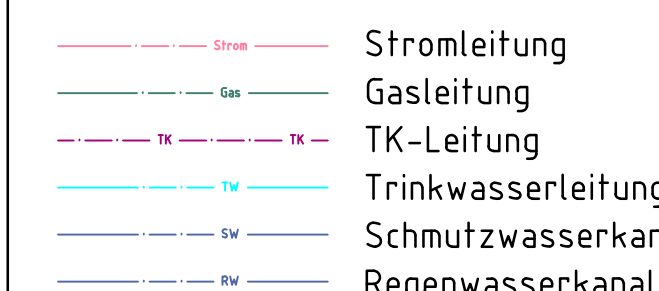 Strom Stromleitung
Gas Gasleitung
TK TK TK-Leitung
TW Trinkwasserleitung
SW Schmutzwasserkan
RW Regenwasserkanal